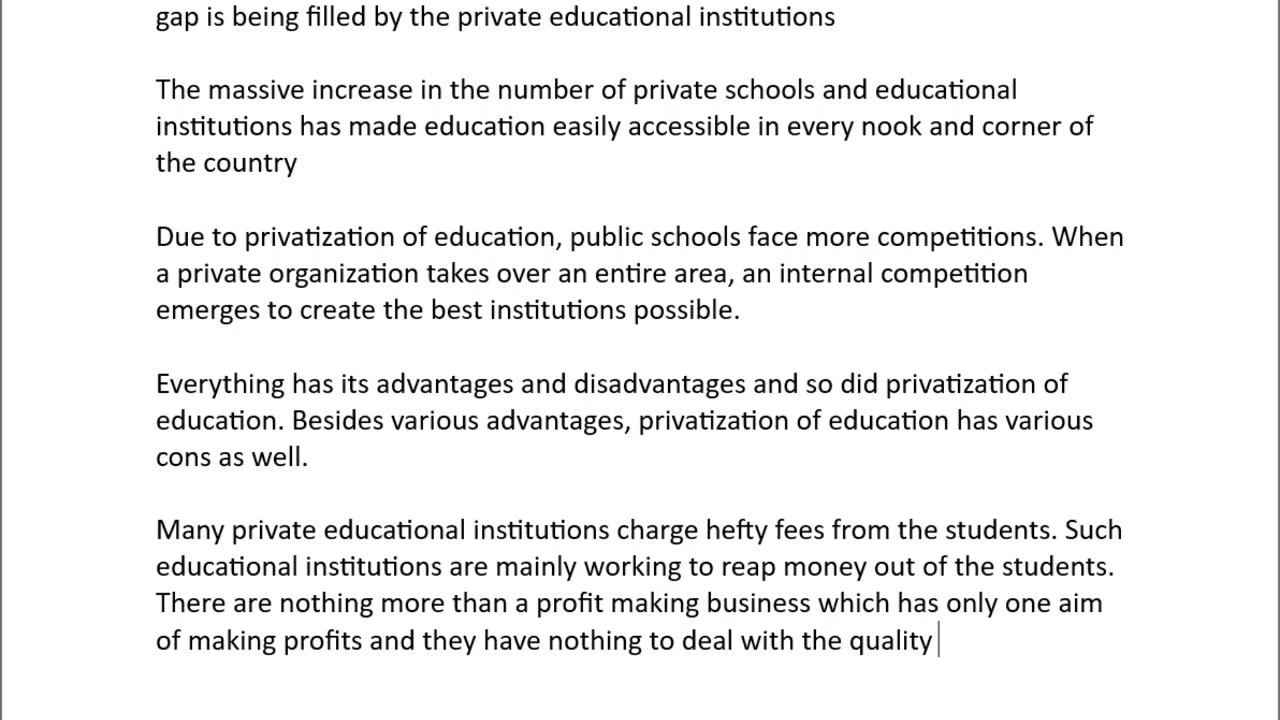 gap is being filled by the private educational institutions
The massive increase in the number of private schools and educational
institutions has made education easily accessible in every nook and corner of
the country
Due to privatization of education, public schools face more competitions. When
a private organization takes over an entire area, an internal competition
emerges to create the best institutions possible.
Everything has its advantages and disadvantages and so did privatization of
education. Besides various advantages, privatization of education has various
cons as well.
Many private educational institutions charge hefty fees from the students. Such
educational institutions are mainly working to reap money out of the students.
There are nothing more than a profit making business which has only one aim
of making profits and they have nothing to deal with the quality